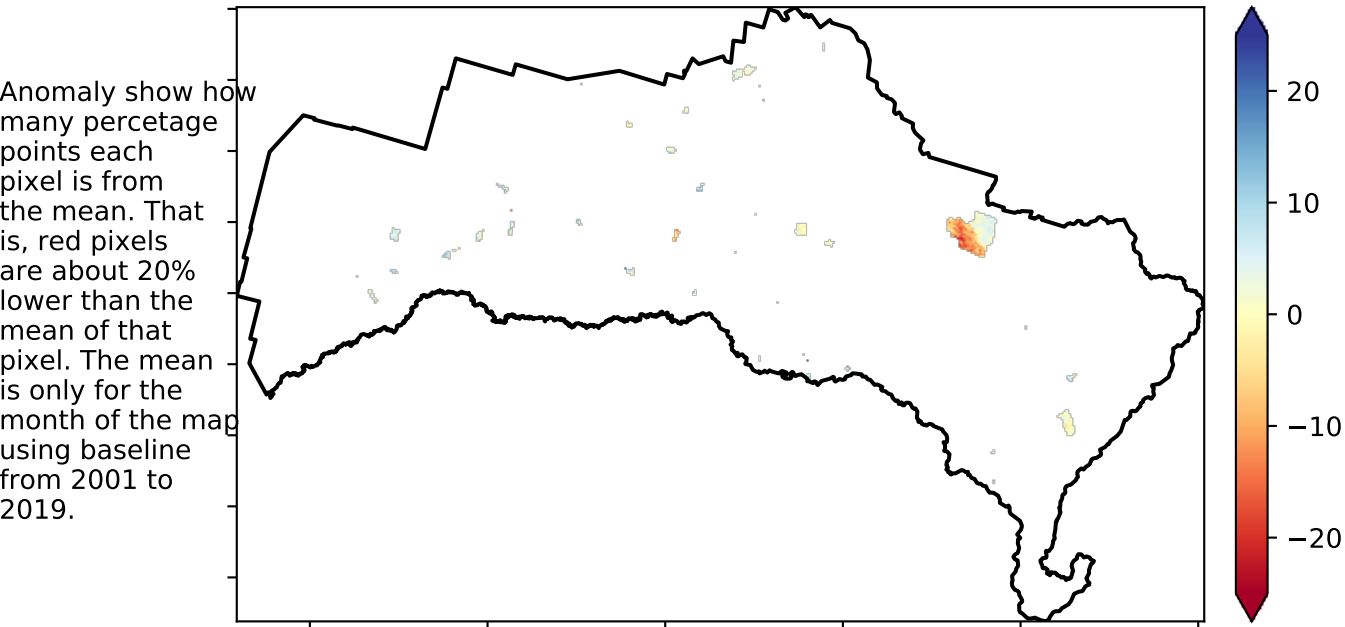 Anomaly show how
many percetage
points each
pixel is from
the mean. That
is, red pixels
are about 20%
lower than the
mean of that
pixel. The mean
is only for the
month of the map
using baseline
from 2001 to
2019.
20
10
0
−10
−20